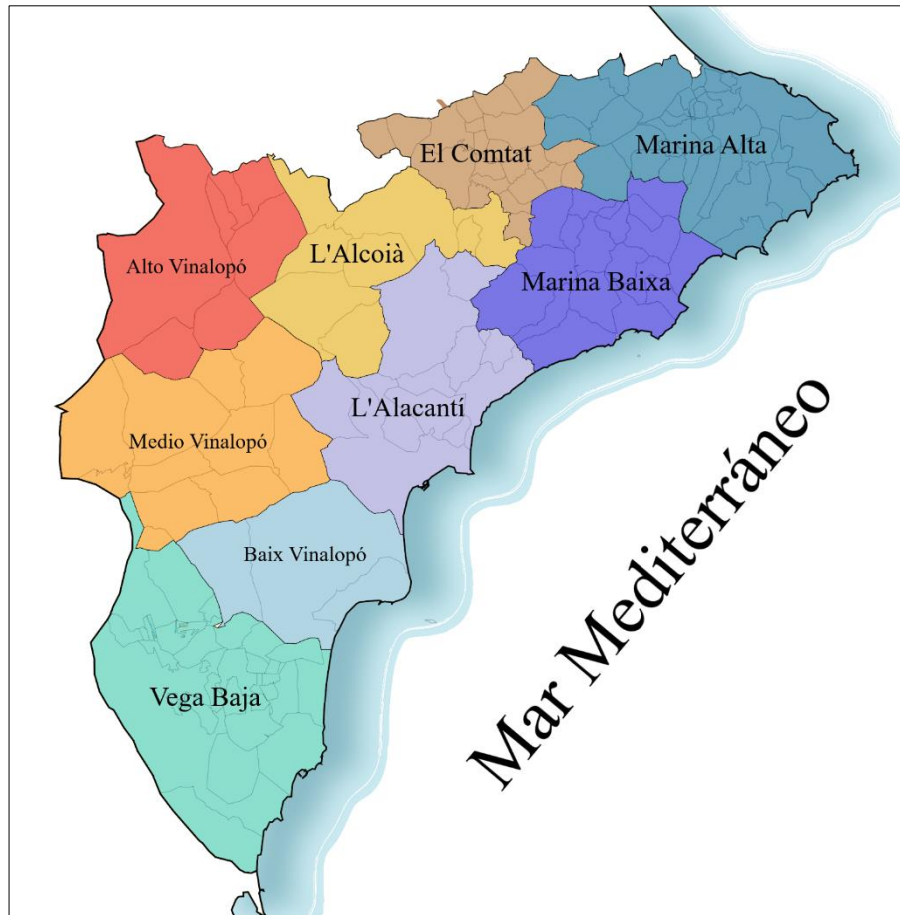 El Comtat
Marina Alta
Alto Vinalopó
L'Alcoià
Marina Baixa
L'Alacantí
Medio Vinalopó
Baix Vinalopó
Vega Baja
Mar Mediterráneo